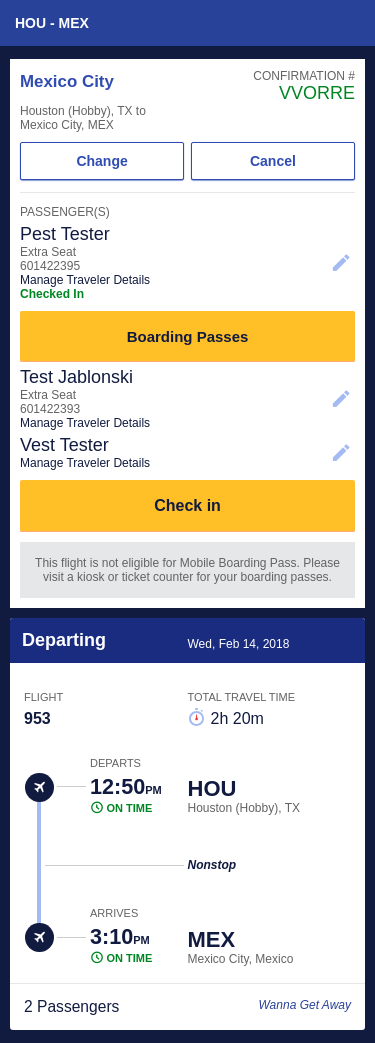 HOU - MEX
Mexico City
CONFIRMATION #
VVORRE
Houston (Hobby), TX to
Mexico City, MEX
Change
Cancel
PASSENGER(S)
Pest Tester
Extra Seat
601422395
Manage Traveler Details
Checked In
Boarding Passes
Test Jablonski
Extra Seat
601422393
Manage Traveler Details
Vest Tester
Manage Traveler Details
Check in
This flight is not eligible for Mobile Boarding Pass. Please
visit a kiosk or ticket counter for your boarding passes.
Departing
Wed, Feb 14, 2018
FLIGHT
953
TOTAL TRAVEL TIME
2h 20m
DEPARTS
12:50PM
ON TIME
HOU
Houston (Hobby), TX
Nonstop
ARRIVES
3:10PM
ON TIME
MEX
Mexico City, Mexico
2 Passengers
Wanna Get Away